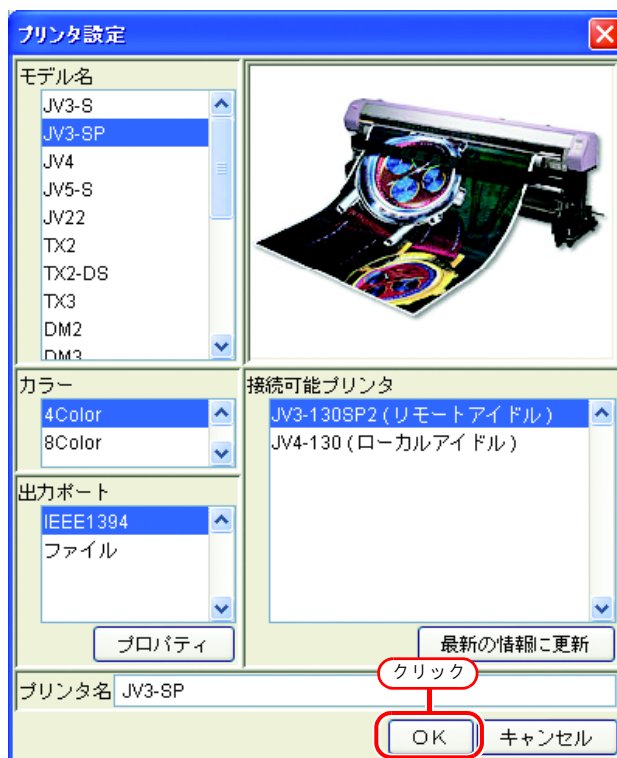 プリンタ設定
モデル名
JV3-S
JV3-SP
JV4
JV5-S
JV22
TX2
TX2-DS
TX3
DM2
DM3
カラー
4Color
8Color
接続可能プリンタ
JV3-130SP2(リモートアイドル)
JV4-130(ローカルアイドル)
出力ポート
IEEE1394
ファイル
プロパティ
最新の情報に更新
クリック
プリンタ名 JV3-SP
OK キャンセル